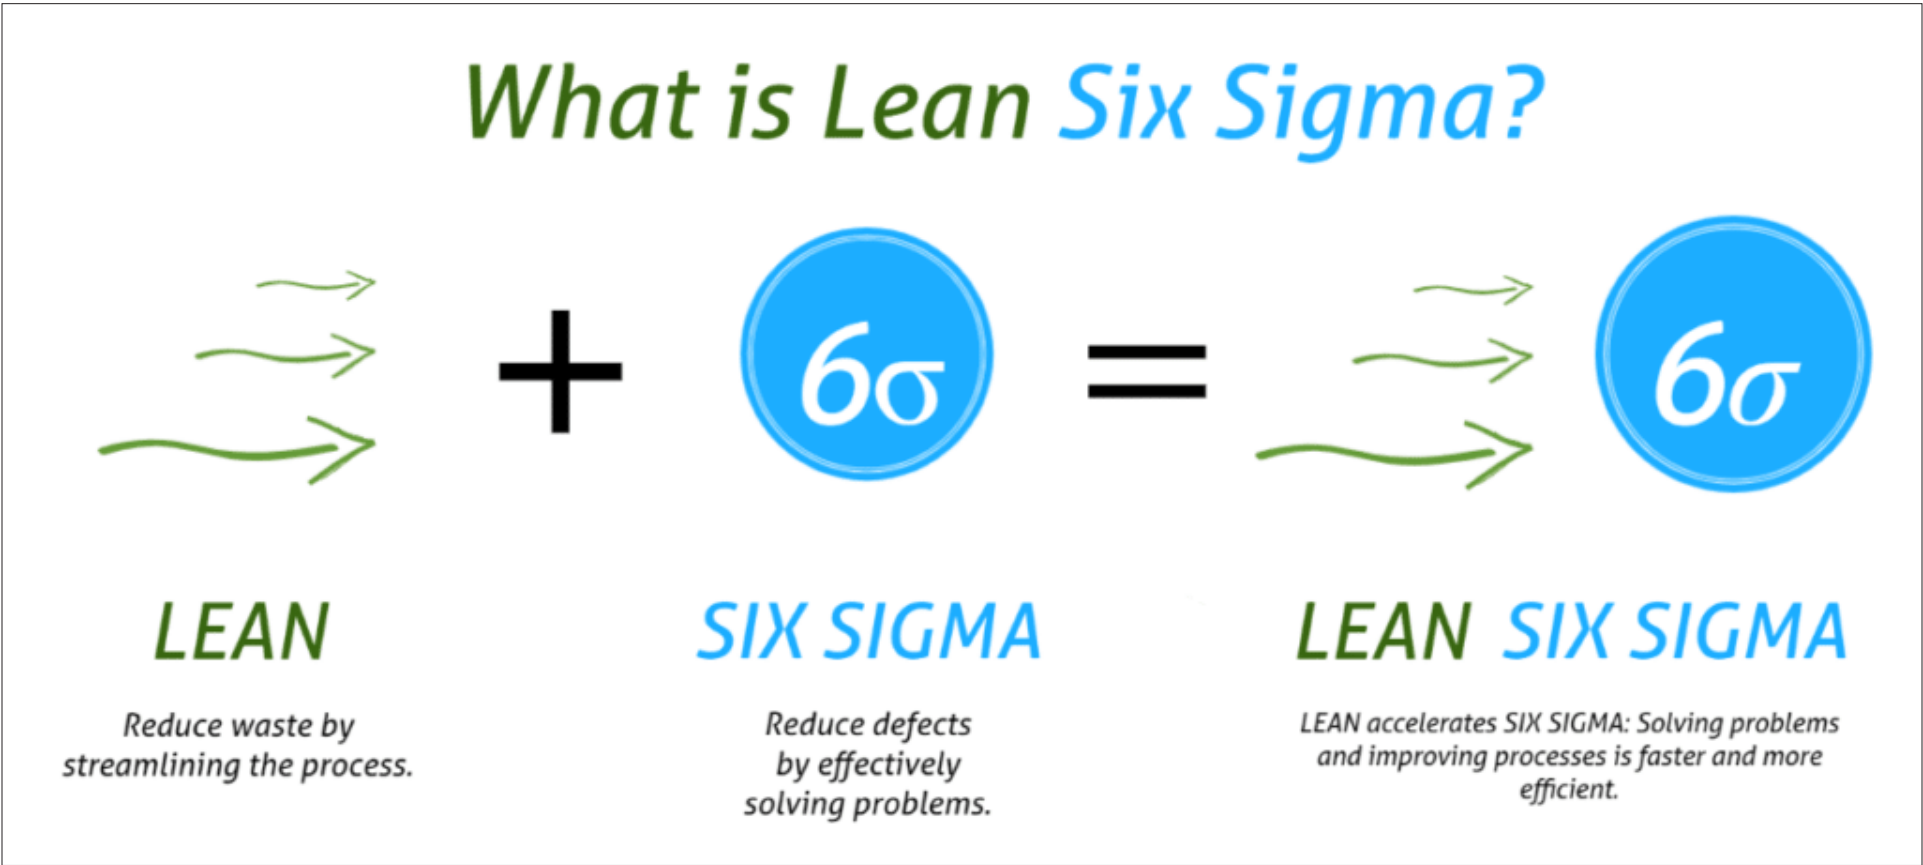 What is Lean Six Sigma?
+
6σ
=
6σ
LEAN
Reduce waste by
streamlining the process.
SIX SIGMA
Reduce defects
by effectively
solving problems.
LEAN SIX SIGMA
LEAN accelerates SIX SIGMA: Solving problems
and improving processes is faster and more
efficient.